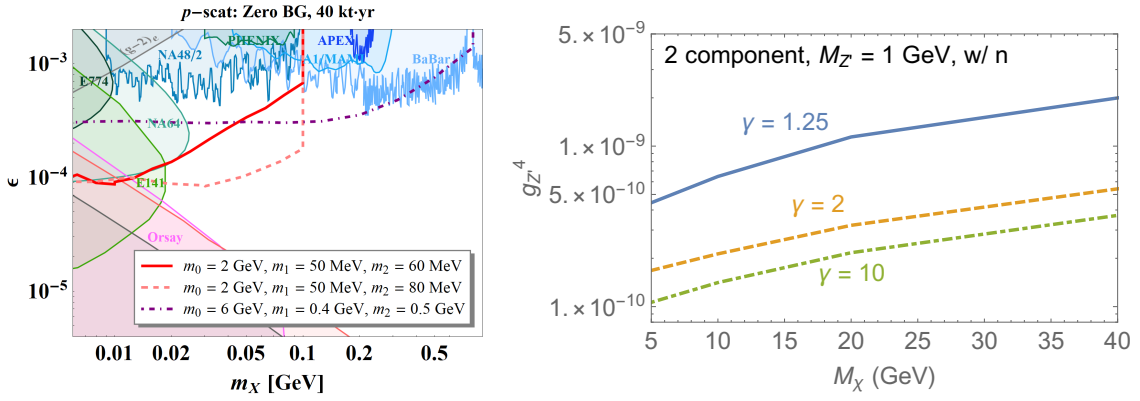 p−scat: Zero BG, 40 kt·yr
(g-2)e
PHENIX
APEX
NA48/2
A1/MAMI
BaBar
E774
NA64
E141
Orsay
10⁻³
10⁻⁴
10⁻⁵
ϵ
m₀ = 2 GeV, m₁ = 50 MeV, m₂ = 60 MeV
m₀ = 2 GeV, m₁ = 50 MeV, m₂ = 80 MeV
m₀ = 6 GeV, m₁ = 0.4 GeV, m₂ = 0.5 GeV
0.01 0.02 0.05 0.1 0.2 0.5
m_X [GeV]
2 component, M_Z' = 1 GeV, w/ n
5.×10⁻⁹
γ = 1.25
1.×10⁻⁹
g_Z'⁴
5.×10⁻¹⁰
γ = 2
γ = 10
1.×10⁻¹⁰
5 10 15 20 25 30 35 40
M_χ (GeV)